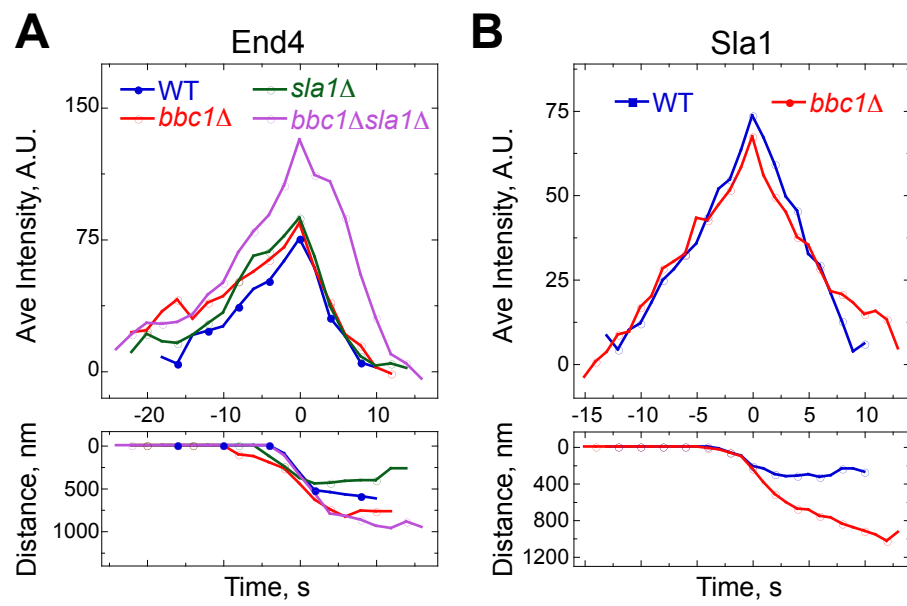 A
End4
Ave Intensity, A.U.
150
75
0
WT
bbc1Δ
sla1Δ
bbc1Δsla1Δ
-20
-10
0
10
Distance, nm
0
500
1000
Time, s
B
Sla1
Ave Intensity, A.U.
75
50
25
0
WT
bbc1Δ
-15
-10
-5
0
5
10
Distance, nm
0
400
800
1200
Time, s